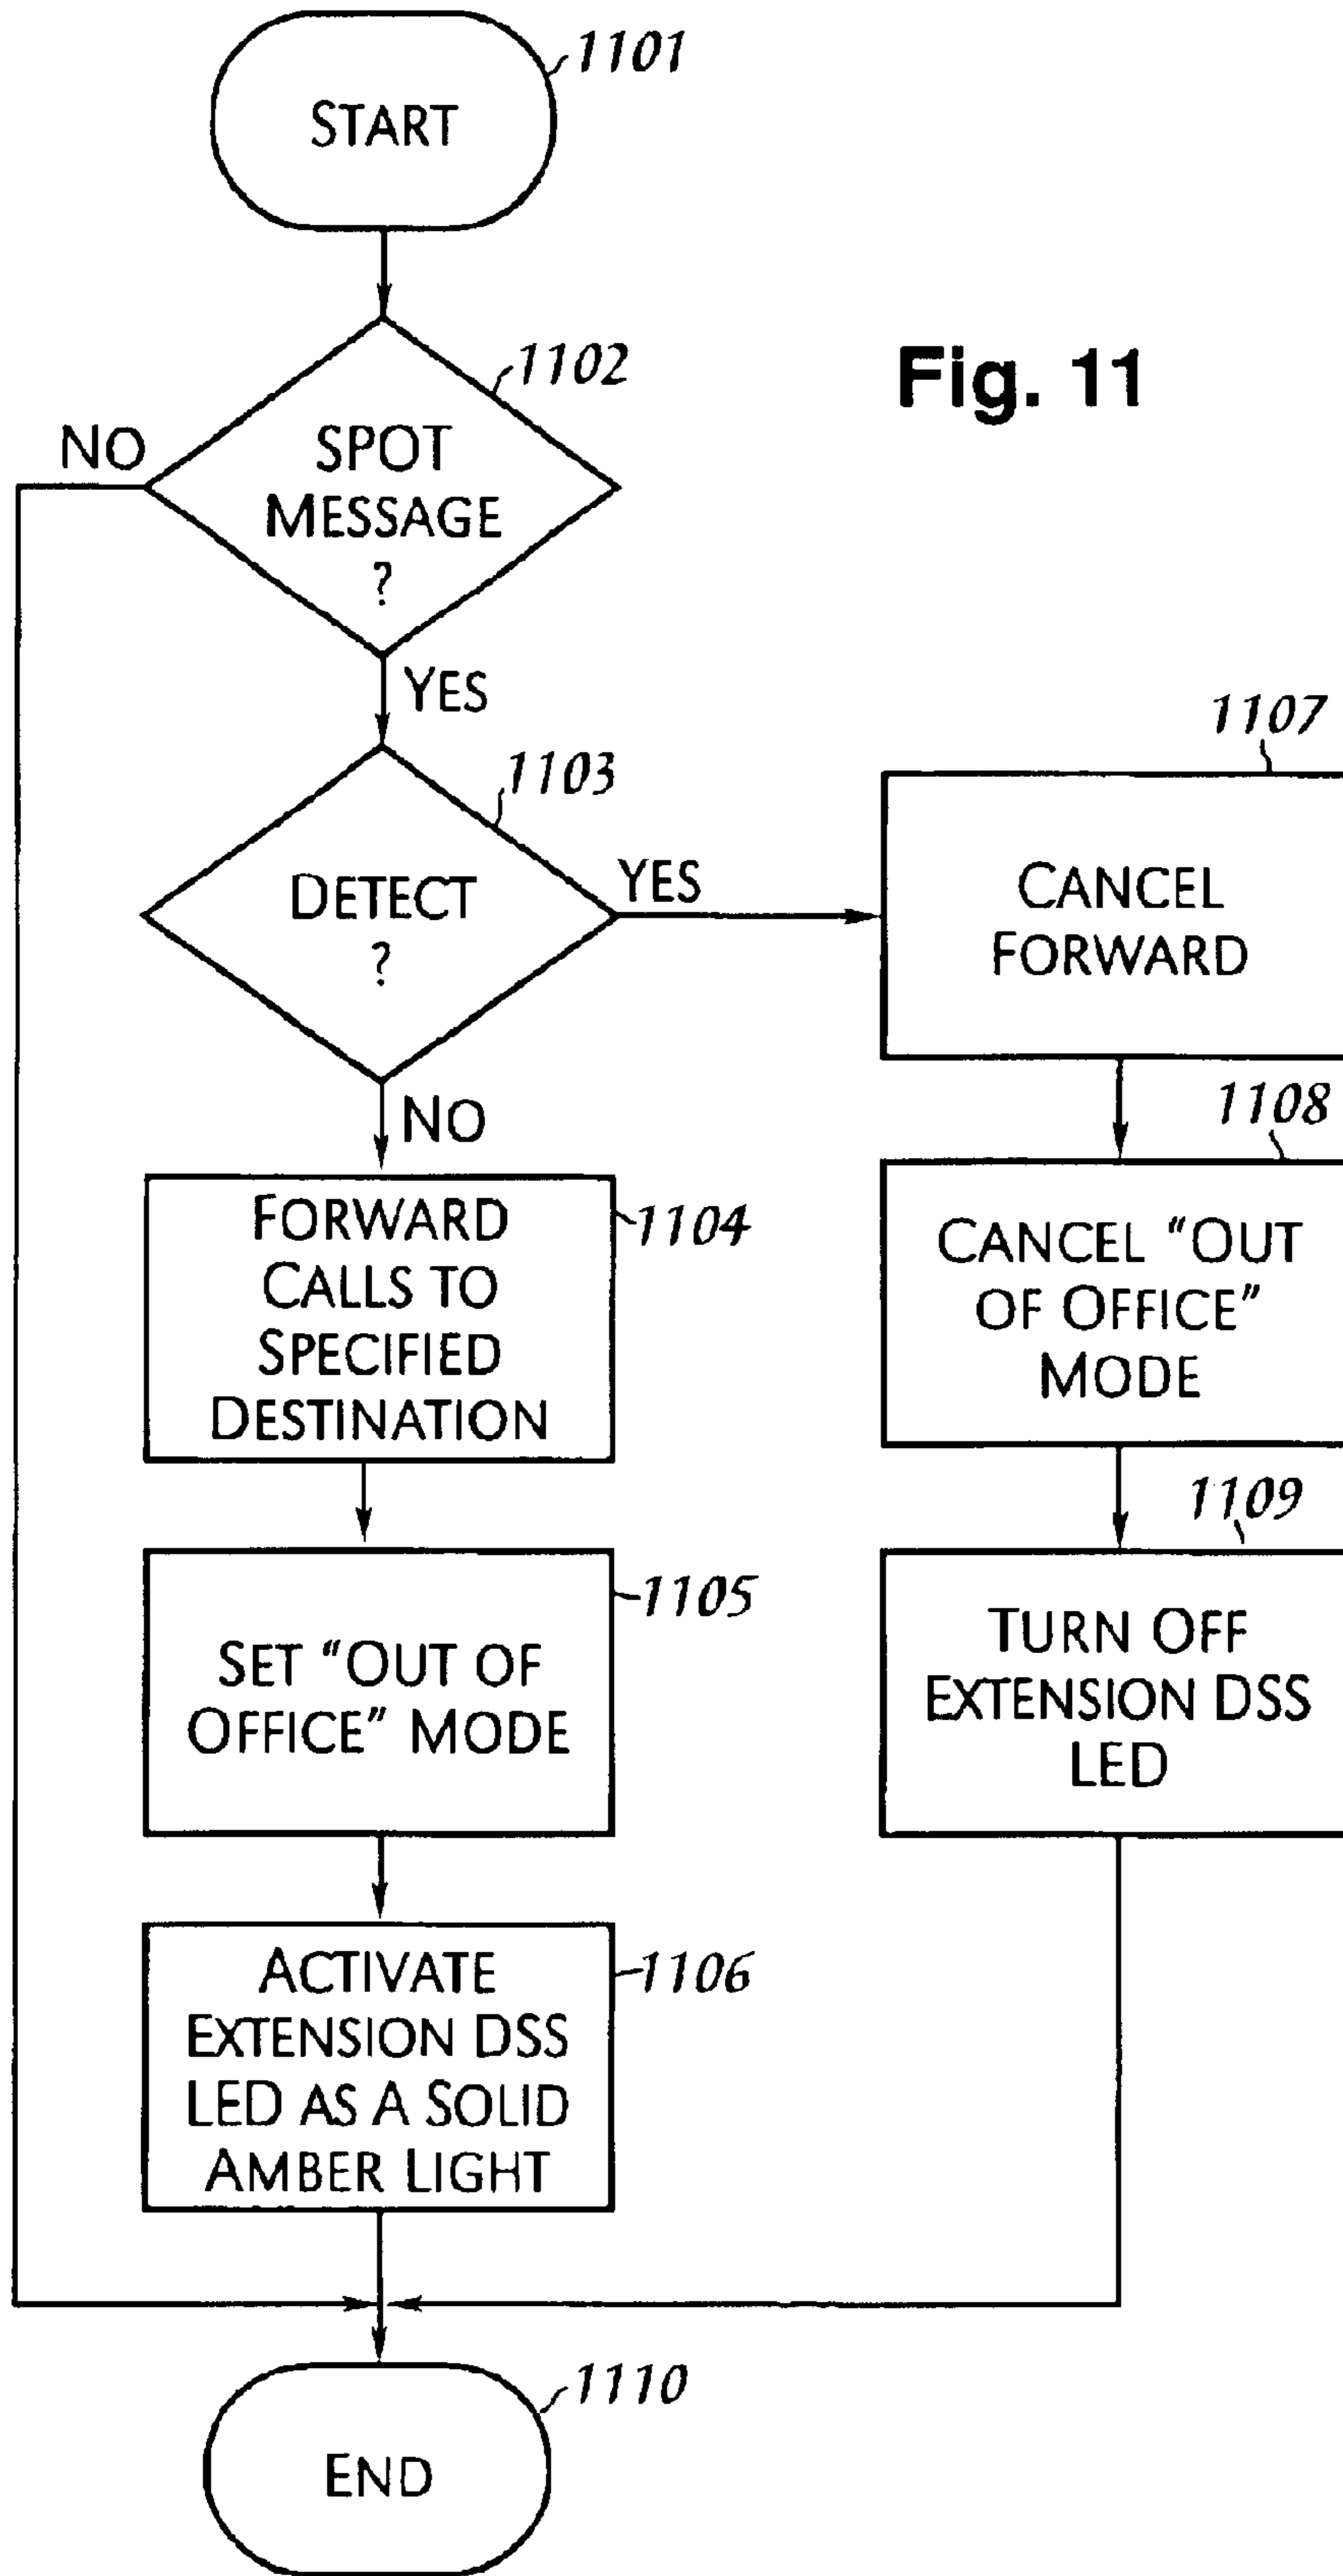 1101
START
Fig. 11
1102
NO
SPOT
MESSAGE
?
YES
1103
DETECT
?
YES
1107
CANCEL
FORWARD
NO
1104
FORWARD
CALLS TO
SPECIFIED
DESTINATION
1108
CANCEL "OUT
OF OFFICE"
MODE
1105
SET "OUT OF
OFFICE" MODE
1109
TURN OFF
EXTENSION DSS
LED
1106
ACTIVATE
EXTENSION DSS
LED AS A SOLID
AMBER LIGHT
1110
END